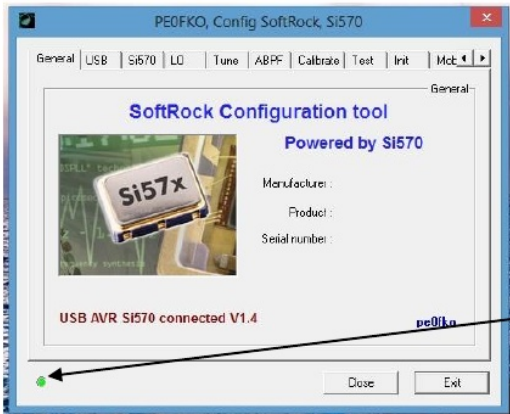 PE0FKO, Config SoftRock, Si570
General USB Si570 LO Tune ABPF Calibrate Test Init
General
SoftRock Configuration tool
Powered by Si570
Si57x
Manufacturer :
Product :
Serial number :
USB AVR Si570 connected V1.4
pe0fko
Close Exit